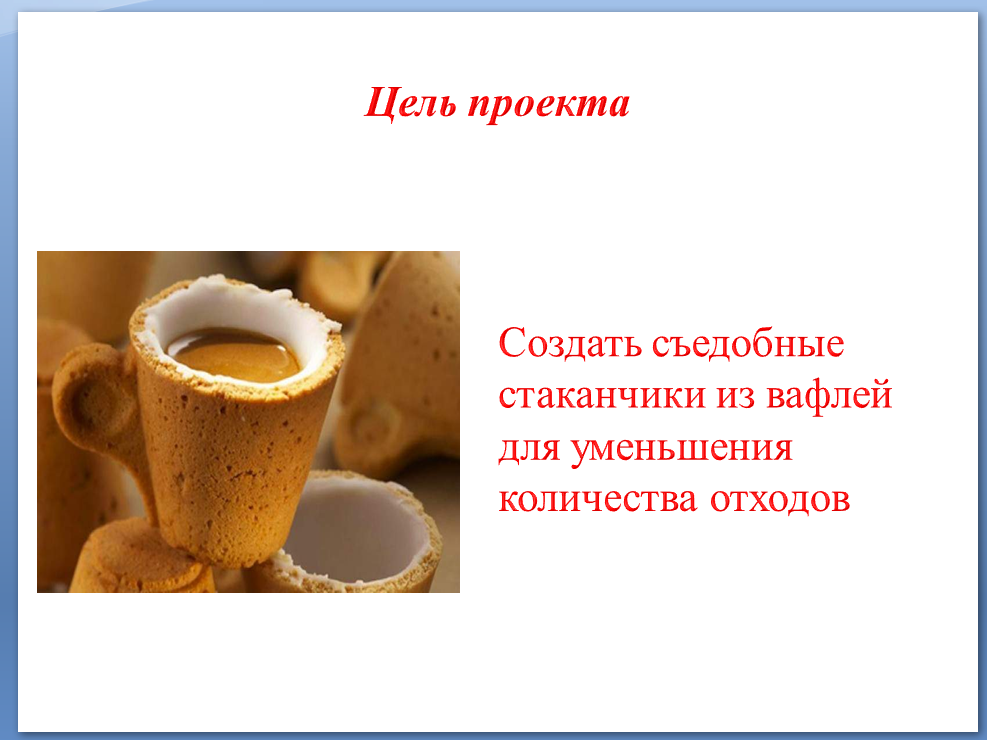 Цель проекта
Создать съедобные
стаканчики из вафлей
для уменьшения
количества отходов